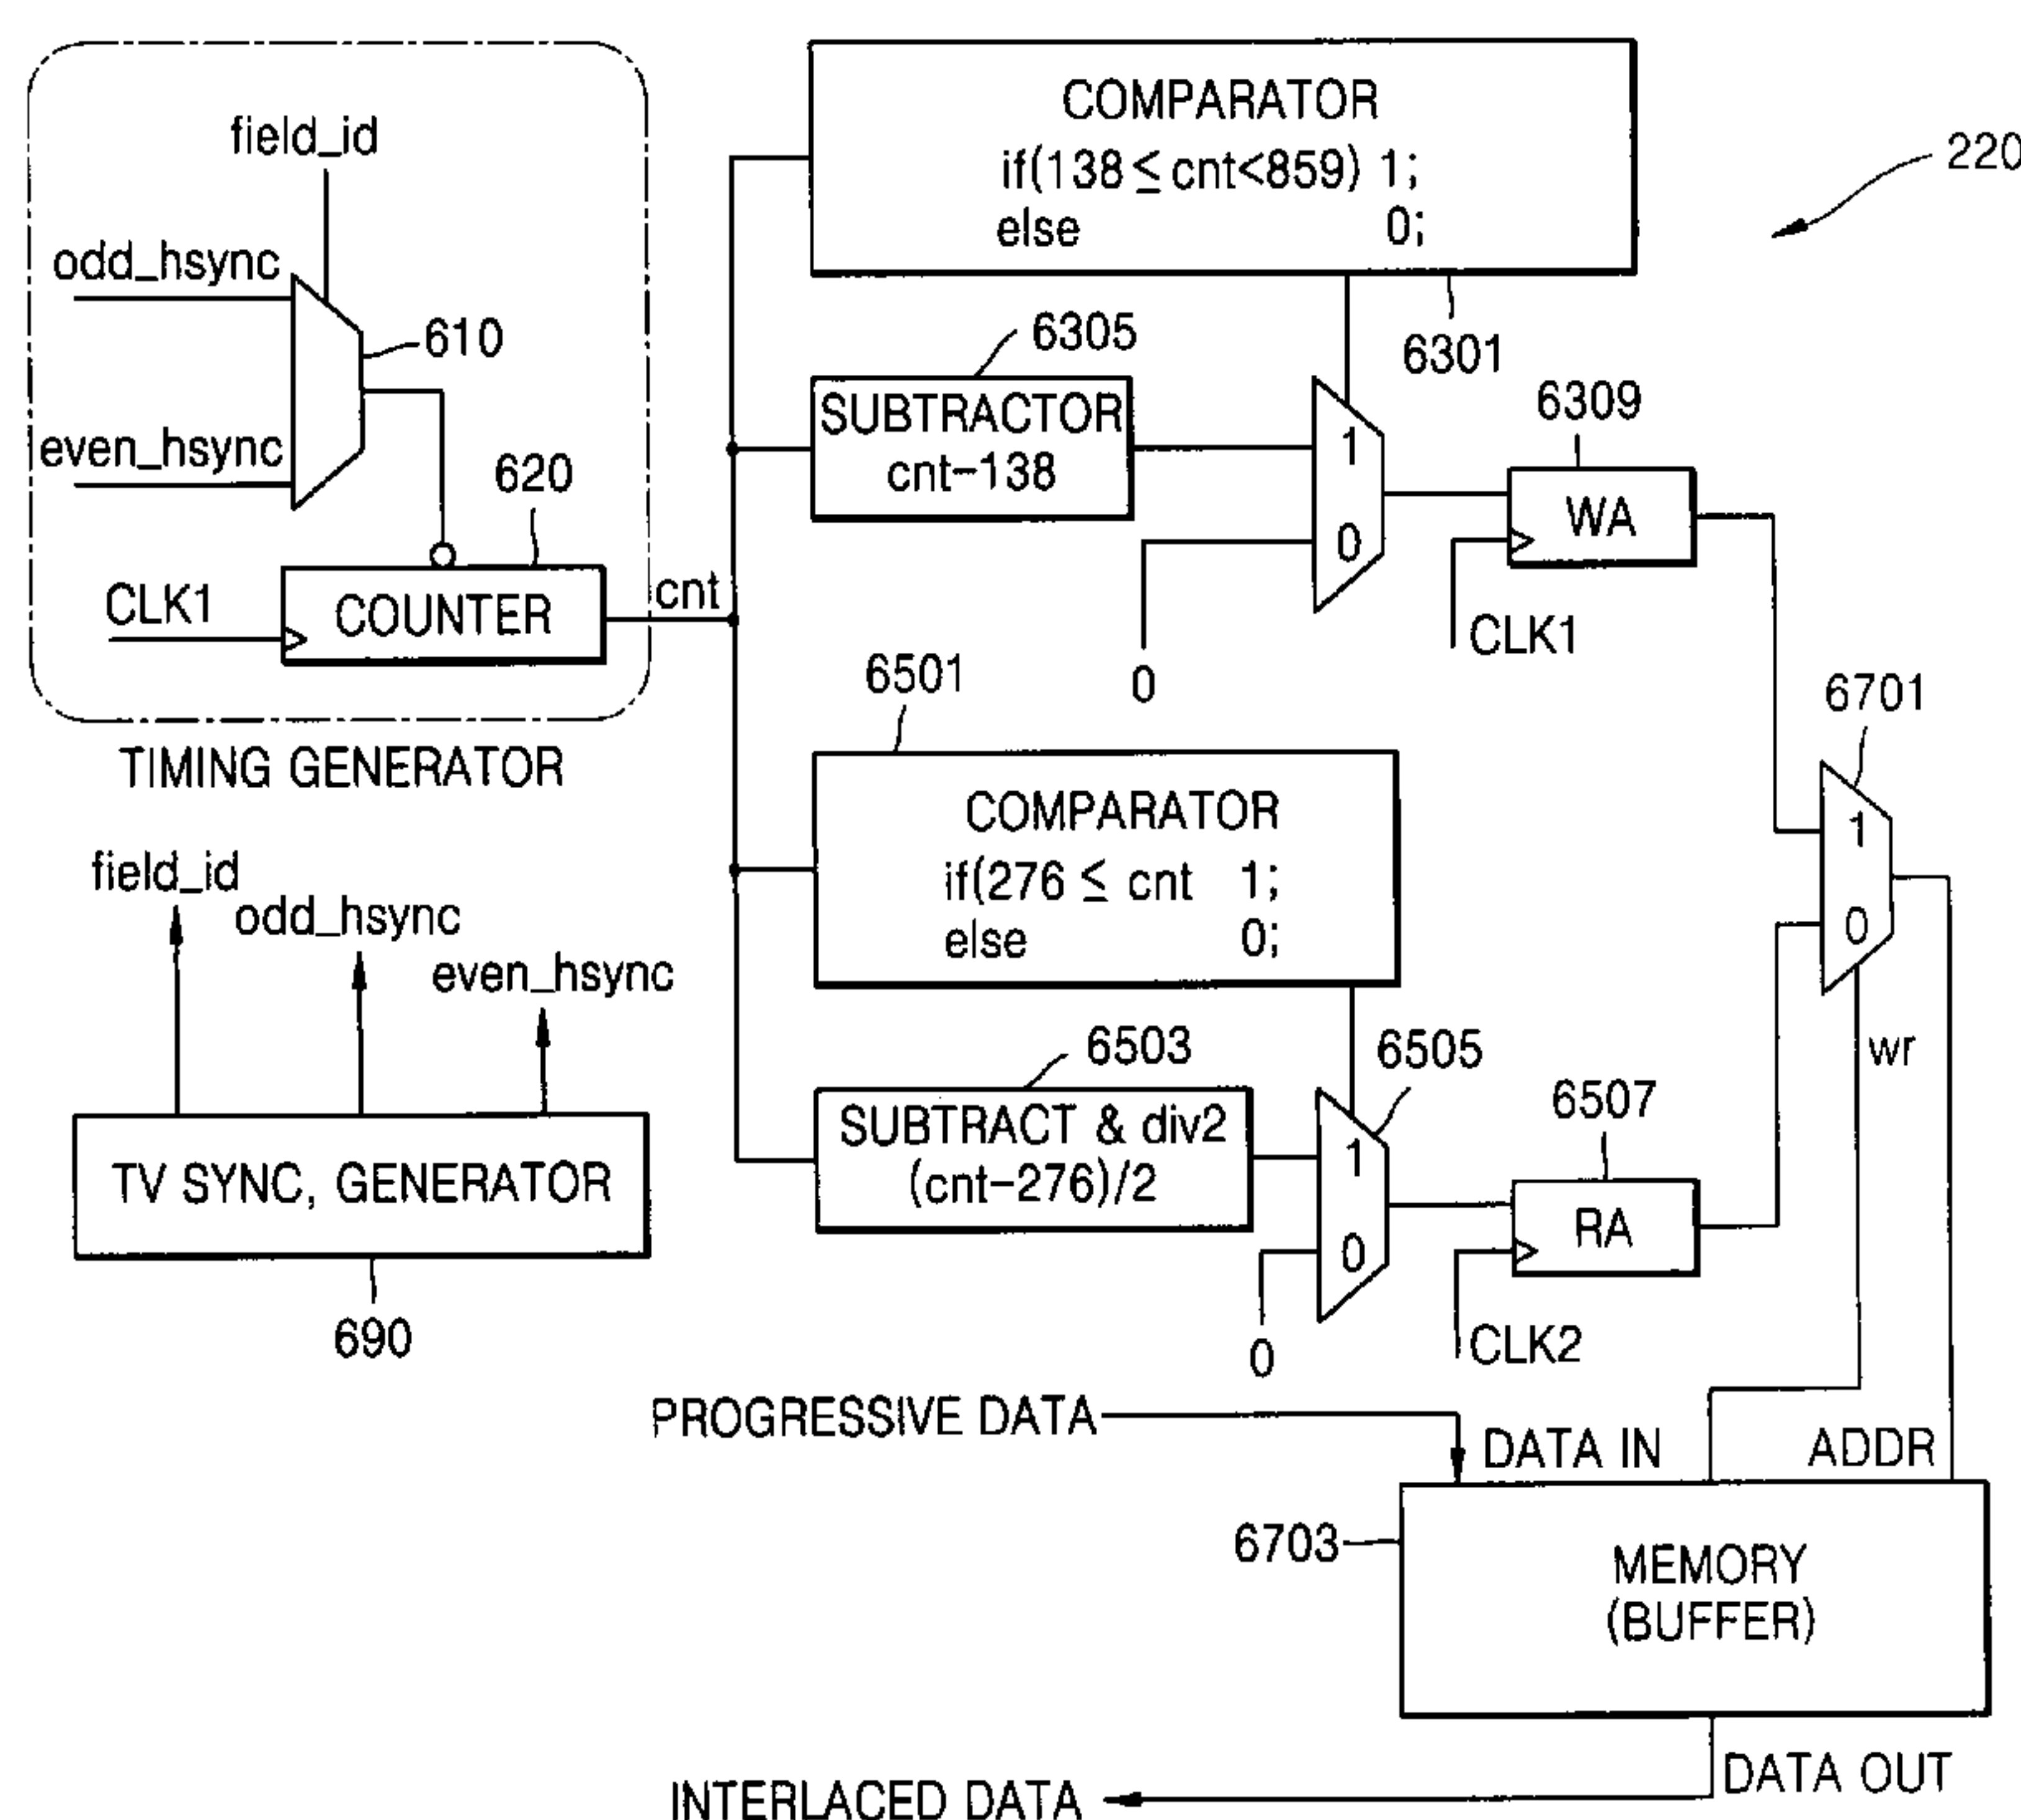 COMPARATOR
if(138 ≤ cnt<859) 1;
else 0;
220
field_id
odd_hsync
610
even_hsync
620
CLK1
COUNTER
cnt
TIMING GENERATOR
6305
6301
SUBTRACTOR
cnt-138
1
0
0
6309
WA
CLK1
6501
COMPARATOR
if(276 ≤ cnt 1;
else 0;
6701
1
0
wr
field_id
odd_hsync
even_hsync
TV SYNC, GENERATOR
690
6503
SUBTRACT & div2
(cnt-276)/2
6505
1
0
0
6507
RA
CLK2
PROGRESSIVE DATA
DATA IN
ADDR
6703
MEMORY
(BUFFER)
DATA OUT
INTERLACED DATA